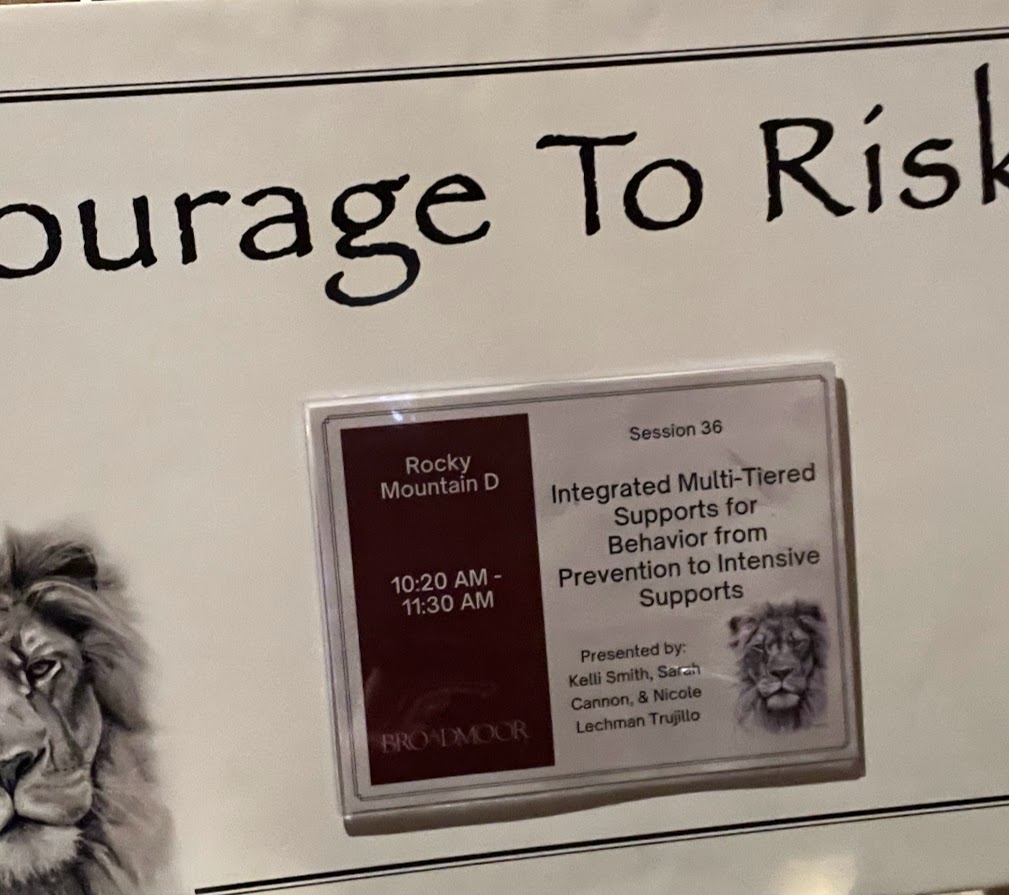 ourage To Risk
Rocky
Mountain D
10:20 AM -
11:30 AM
BROADMOOR
Session 36
Integrated Multi-Tiered
Supports for
Behavior from
Prevention to Intensive
Supports
Presented by:
Kelli Smith, Sarah
Cannon, & Nicole
Lechman Trujillo